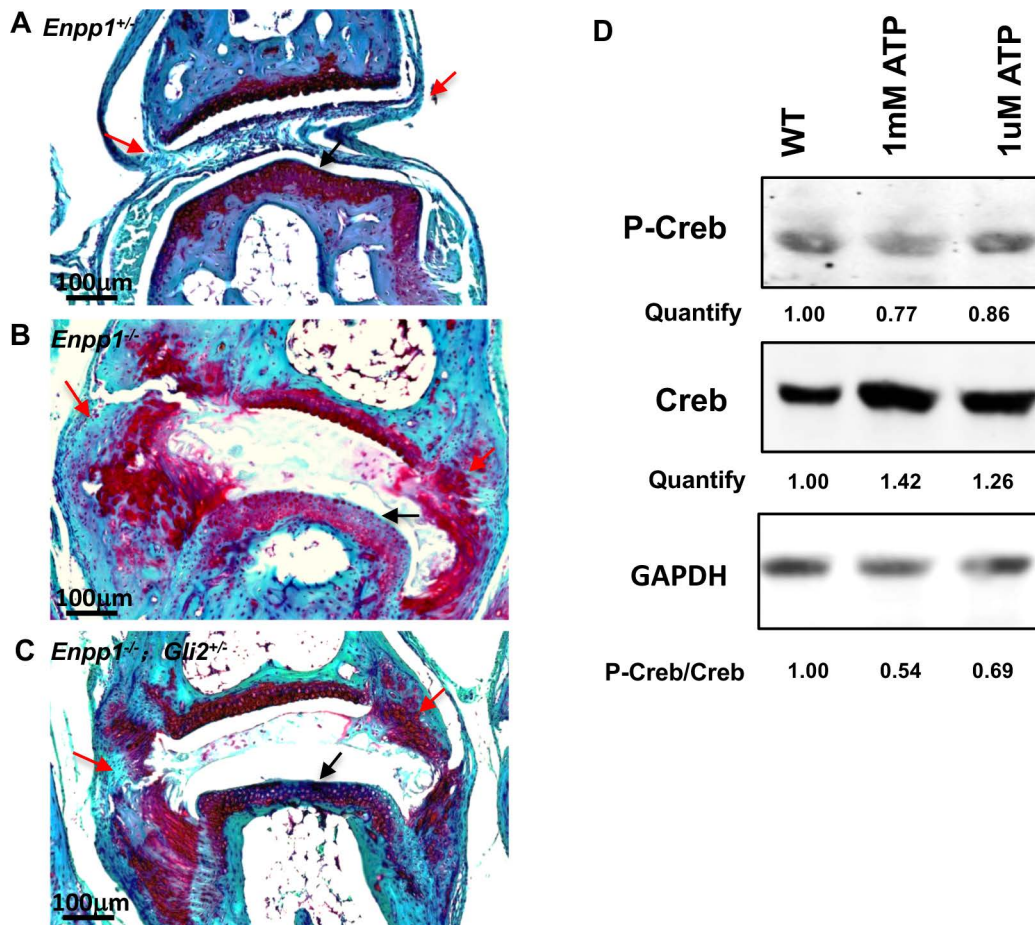 A Enpp1+/-
100μm
B Enpp1-/-
100μm
C Enpp1-/-; Gli2+/-
100μm
D
WT
1mM ATP
1uM ATP
P-Creb
Quantify 1.00 0.77 0.86
Creb
Quantify 1.00 1.42 1.26
GAPDH
P-Creb/Creb 1.00 0.54 0.69